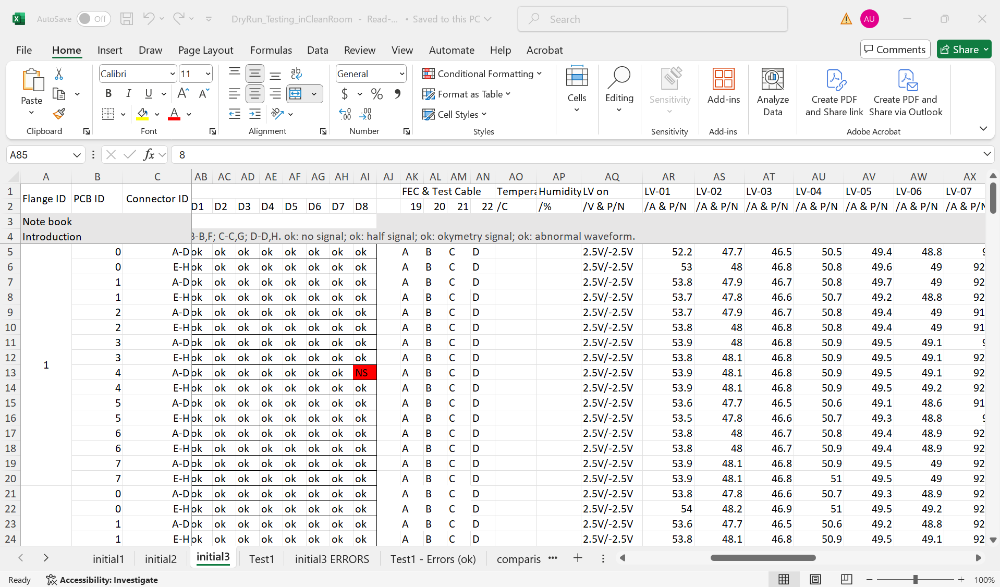 AutoSave Off DryRun_Testing_inCleanRoom - Read-... • Saved to this PC Search AU
File Home Insert Draw Page Layout Formulas Data Review View Automate Help Acrobat Comments Share
Paste Calibri 11 General Conditional Formatting Format as Table Cell Styles Cells Editing Sensitivity Add-ins Analyze Data Create PDF and Share link Create PDF and Share via Outlook
Clipboard Font Alignment Number Styles Sensitivity Add-ins Adobe Acrobat
A85 fx 8
A B C AB AC AD AE AF AG AH AI AJ AK AL AM AN AO AP AQ AR AS AT AU AV AW AX
1 Flange ID PCB ID Connector ID FEC & Test Cable Tempera Humidity LV on LV-01 LV-02 LV-03 LV-04 LV-05 LV-06 LV-07
2 D1 D2 D3 D4 D5 D6 D7 D8 19 20 21 22 /C /% /V & P/N /A & P/N /A & P/N /A & P/N /A & P/N /A & P/N /A & P/N /A & P/N
3 Note book
4 Introduction B-B,F; C-C,G; D-D,H. ok: no signal; ok: half signal; ok: okymetry signal; ok: abnormal waveform.
5 0 A-D ok ok ok ok ok ok ok ok A B C D 2.5V/-2.5V 52.2 47.7 46.5 50.5 49.4 48.8 9
6 0 E-H ok ok ok ok ok ok ok ok A B C D 2.5V/-2.5V 53 48 46.8 50.8 49.6 49 92
7 1 A-D ok ok ok ok ok ok ok ok A B C D 2.5V/-2.5V 53.8 47.9 46.7 50.8 49.7 49 92
8 1 E-H ok ok ok ok ok ok ok ok A B C D 2.5V/-2.5V 53.7 47.8 46.6 50.7 49.2 48.8 92
9 2 A-D ok ok ok ok ok ok ok ok A B C D 2.5V/-2.5V 53.7 47.9 46.7 50.8 49.4 49 91
10 2 E-H ok ok ok ok ok ok ok ok A B C D 2.5V/-2.5V 53.8 48 46.8 50.8 49.4 49 91
11 3 A-D ok ok ok ok ok ok ok ok A B C D 2.5V/-2.5V 53.9 48 46.8 50.9 49.5 49.1 9
12 1 3 E-H ok ok ok ok ok ok ok ok A B C D 2.5V/-2.5V 53.8 48.1 46.8 50.9 49.5 49.1 92
13 4 A-D ok ok ok ok ok ok ok NS A B C D 2.5V/-2.5V 53.9 48.1 46.8 50.9 49.5 49.1 92
14 4 E-H ok ok ok ok ok ok ok ok A B C D 2.5V/-2.5V 53.9 48.1 46.8 50.9 49.5 49.2 92
15 5 A-D ok ok ok ok ok ok ok ok A B C D 2.5V/-2.5V 53.6 47.7 46.5 50.6 49.1 48.6 91
16 5 E-H ok ok ok ok ok ok ok ok A B C D 2.5V/-2.5V 53.5 47.8 46.6 50.7 49.3 48.8 9
17 6 A-D ok ok ok ok ok ok ok ok A B C D 2.5V/-2.5V 53.8 48 46.7 50.8 49.4 48.9 92
18 6 E-H ok ok ok ok ok ok ok ok A B C D 2.5V/-2.5V 53.8 48 46.7 50.9 49.4 48.9 92
19 7 A-D ok ok ok ok ok ok ok ok A B C D 2.5V/-2.5V 53.9 48.1 46.8 50.9 49.5 49 92
20 7 E-H ok ok ok ok ok ok ok ok A B C D 2.5V/-2.5V 53.9 48.1 46.8 51 49.5 49 92
21 0 A-D ok ok ok ok ok ok ok ok A B C D 2.5V/-2.5V 53.8 47.8 46.6 50.7 49.3 48.9 92
22 0 E-H ok ok ok ok ok ok ok ok A B C D 2.5V/-2.5V 54 48.2 46.9 51 49.5 49.2 92
23 1 A-D ok ok ok ok ok ok ok ok A B C D 2.5V/-2.5V 53.6 47.7 46.5 50.6 49.2 48.8 92
24 1 E-H ok ok ok ok ok ok ok ok A B C D 2.5V/-2.5V 53.8 48.1 46.8 50.9 49.5 49.1 92
initial1 initial2 initial3 Test1 initial3 ERRORS Test1 - Errors (ok) comparis ...
Ready Accessibility: Investigate 100%